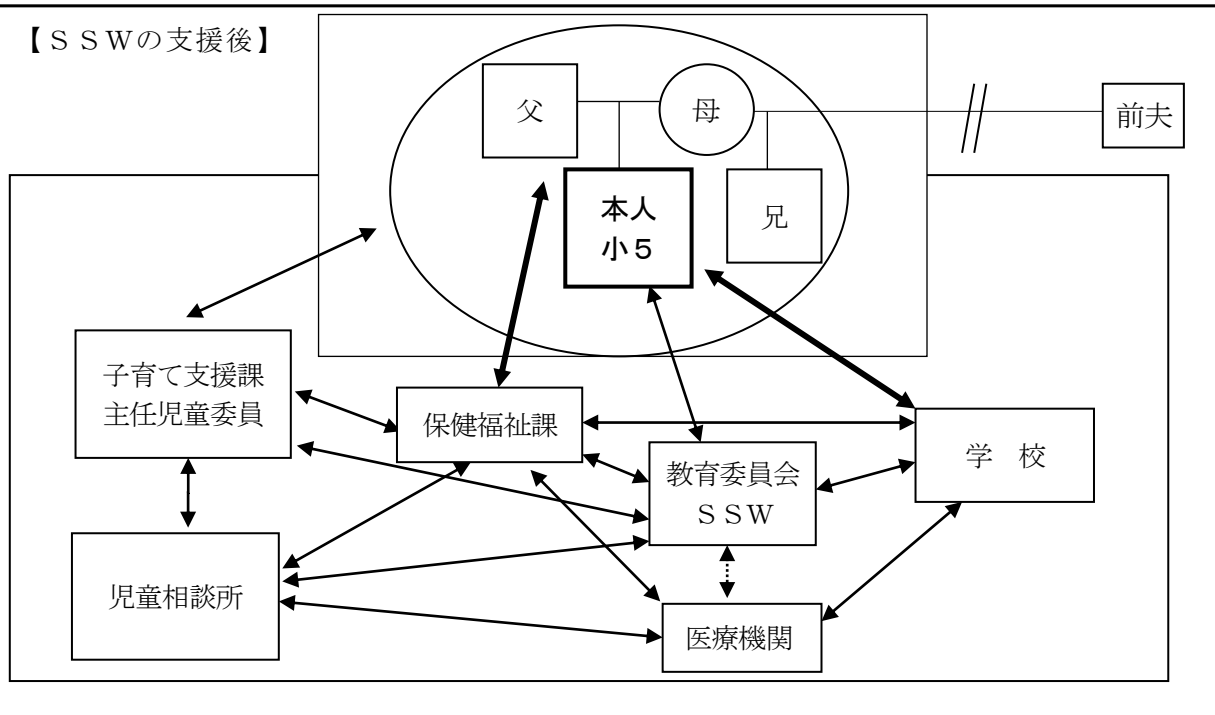 【ＳＳＷの支援後】
父
母
前夫
本人
小５
兄
子育て支援課
主任児童委員
保健福祉課
教育委員会
ＳＳＷ
学　校
児童相談所
医療機関